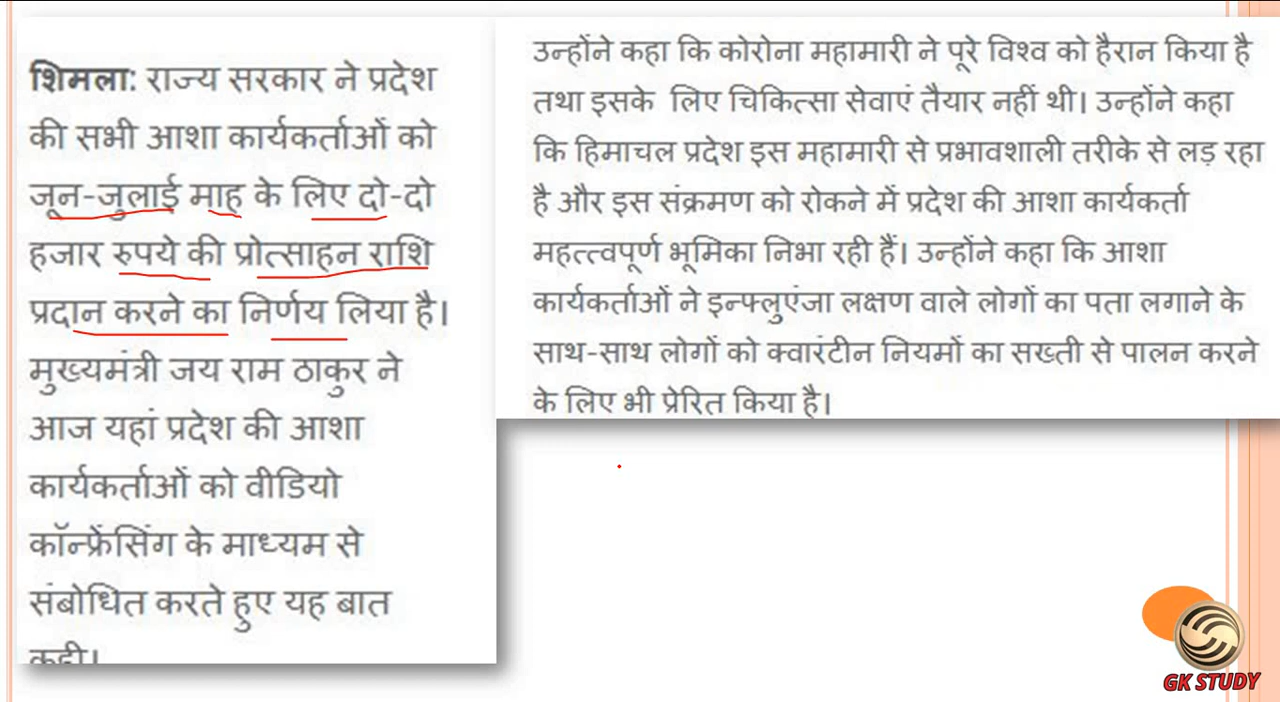 शिमला: राज्य सरकार ने प्रदेश
की सभी आशा कार्यकर्ताओं को
जून-जुलाई माह के लिए दो-दो
हजार रुपये की प्रोत्साहन राशि
प्रदान करने का निर्णय लिया है।
मुख्यमंत्री जय राम ठाकुर ने
आज यहां प्रदेश की आशा
कार्यकर्ताओं को वीडियो
कॉन्फ्रेंसिंग के माध्यम से
संबोधित करते हुए यह बात
कही।
उन्होंने कहा कि कोरोना महामारी ने पूरे विश्व को हैरान किया है
तथा इसके लिए चिकित्सा सेवाएं तैयार नहीं थी। उन्होंने कहा
कि हिमाचल प्रदेश इस महामारी से प्रभावशाली तरीके से लड़ रहा
है और इस संक्रमण को रोकने में प्रदेश की आशा कार्यकर्ता
महत्त्वपूर्ण भूमिका निभा रही हैं। उन्होंने कहा कि आशा
कार्यकर्ताओं ने इन्फ्लुएंजा लक्षण वाले लोगों का पता लगाने के
साथ-साथ लोगों को क्वारंटीन नियमों का सख्ती से पालन करने
के लिए भी प्रेरित किया है।
GK STUDY